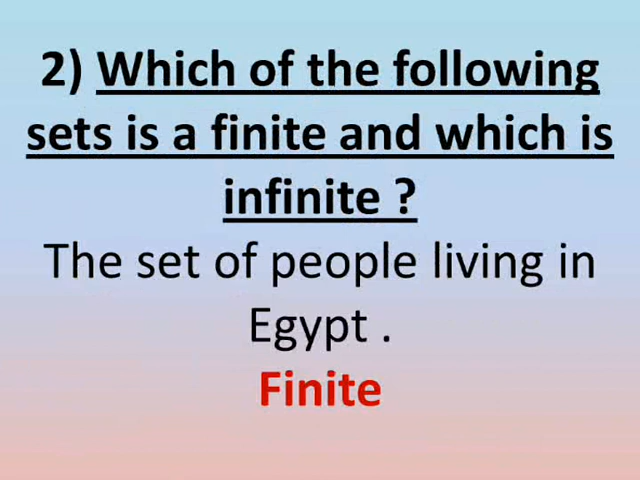 2) Which of the following
sets is a finite and which is
infinite ?
The set of people living in
Egypt .
Finite